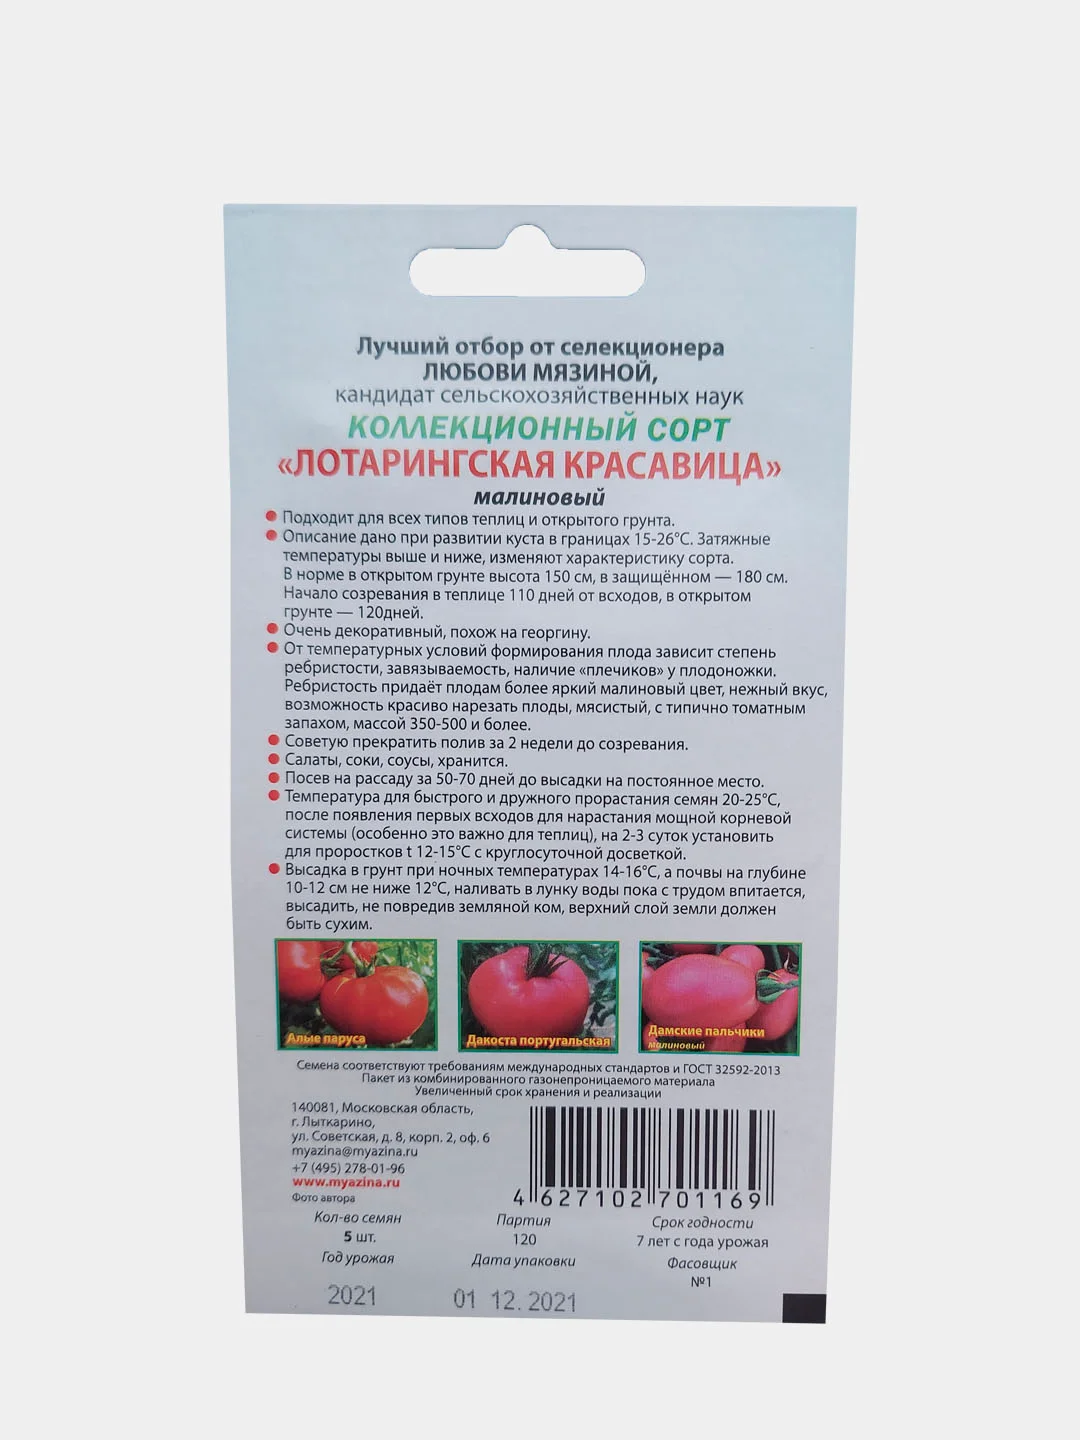 Лучший отбор от селекционера
ЛЮБОВИ МЯЗИНОЙ,
кандидат сельскохозяйственных наук
КОЛЛЕКЦИОННЫЙ СОРТ
«ЛОТАРИНГСКАЯ КРАСАВИЦА»
малиновый
• Подходит для всех типов теплиц и открытого грунта.
• Описание дано при развитии куста в границах 15-26°С. Затяжные
температуры выше и ниже, изменяют характеристику сорта.
В норме в открытом грунте высота 150 см, в защищённом — 180 см.
Начало созревания в теплице 110 дней от всходов, в открытом
грунте — 120дней.
• Очень декоративный, похож на георгину.
• От температурных условий формирования плода зависит степень
ребристости, завязываемость, наличие «плечиков» у плодоножки.
Ребристость придаёт плодам более яркий малиновый цвет, нежный вкус,
возможность красиво нарезать плоды, мясистый, с типично томатным
запахом, массой 350-500 и более.
• Советую прекратить полив за 2 недели до созревания.
• Салаты, соки, соусы, хранится.
• Посев на рассаду за 50-70 дней до высадки на постоянное место.
• Температура для быстрого и дружного прорастания семян 20-25°С,
после появления первых всходов для нарастания мощной корневой
системы (особенно это важно для теплиц), на 2-3 суток установить
для проростков t 12-15°С с круглосуточной досветкой.
• Высадка в грунт при ночных температурах 14-16°С, а почвы на глубине
10-12 см не ниже 12°С, наливать в лунку воды пока с трудом впитается,
высадить, не повредив земляной ком, верхний слой земли должен
быть сухим.
Алые паруса
Дакоста португальская
Дамские пальчики
малиновый
Семена соответствуют требованиям международных стандартов и ГОСТ 32592-2013
Пакет из комбинированного газонепроницаемого материала
Увеличенный срок хранения и реализации
140081, Московская область,
г. Лыткарино,
ул. Советская, д. 8, корп. 2, оф. 6
myazina@myazina.ru
+7 (495) 278-01-96
www.myazina.ru
Фото автора
4 627102 701169
Кол-во семян
5 шт.
Год урожая
2021
Партия
120
Дата упаковки
01 12. 2021
Срок годности
7 лет с года урожая
Фасовщик
№1